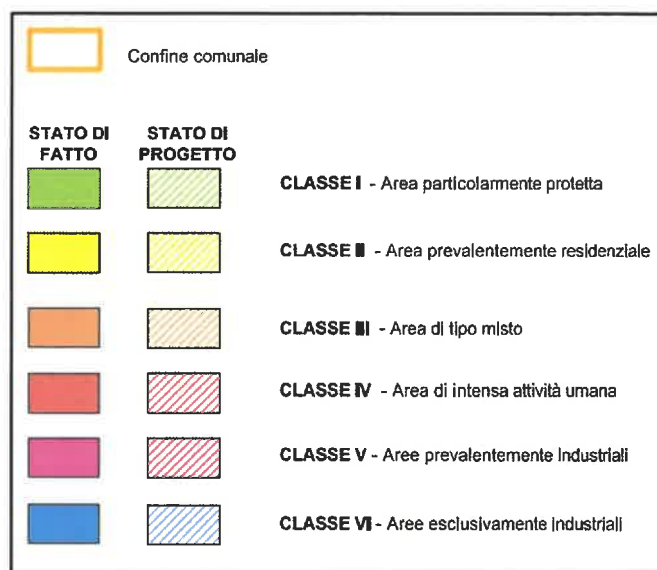 Confine comunale
STATO DI FATTO
STATO DI PROGETTO
CLASSE I - Area particolarmente protetta
CLASSE II - Area prevalentemente residenziale
CLASSE III - Area di tipo misto
CLASSE IV - Area di intensa attività umana
CLASSE V - Aree prevalentemente industriali
CLASSE VI - Aree esclusivamente industriali